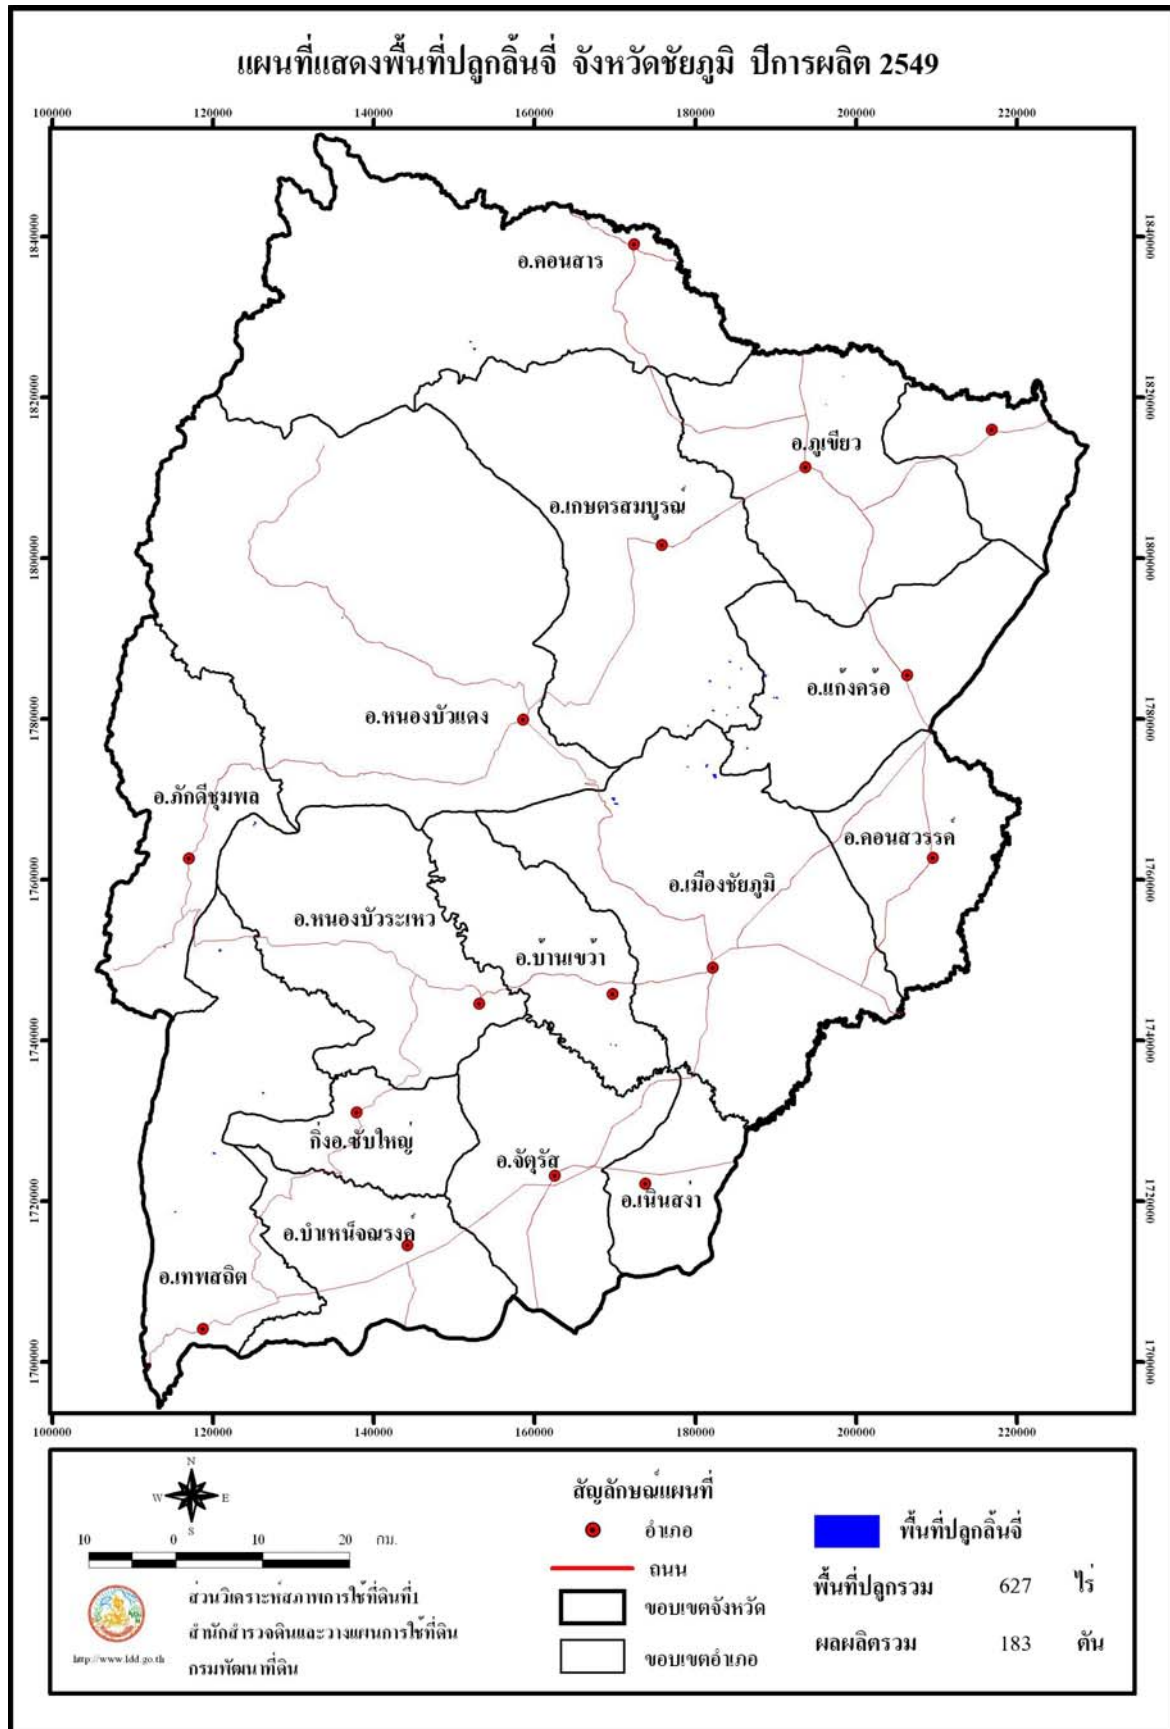 แผนที่แสดงพื้นที่ปลูกลิ้นจี่ จังหวัดชัยภูมิ ปีการผลิต 2549
100000 120000 140000 160000 180000 200000 220000
1840000 1840000
อ.คอนสาร
1820000 1820000
อ.ภูเขียว
อ.เกษตรสมบูรณ์
1800000 1800000
อ.แก้งคร้อ
อ.หนองบัวแดง
1780000 1780000
อ.ภักดีชุมพล
อ.คอนสวรรค์
1760000 1760000
อ.เมืองชัยภูมิ
อ.หนองบัวระเหว
อ.บ้านเขว้า
1740000 1740000
กิ่งอ.ซับใหญ่
อ.จัตุรัส
อ.เนินสง่า
1720000 1720000
อ.บำเหน็จณรงค์
อ.เทพสถิต
1700000 1700000
100000 120000 140000 160000 180000 200000 220000
N
W E
S
10 0 10 20 กม.
ส่วนวิเคราะห์สภาพการใช้ที่ดินที่1
สำนักสำรวจดินและวางแผนการใช้ที่ดิน
กรมพัฒนาที่ดิน
http://www.ldd.go.th
สัญลักษณ์แผนที่
อำเภอ
ถนน
ขอบเขตจังหวัด
ขอบเขตอำเภอ
พื้นที่ปลูกลิ้นจี่
พื้นที่ปลูกรวม 627 ไร่
ผลผลิตรวม 183 ตัน